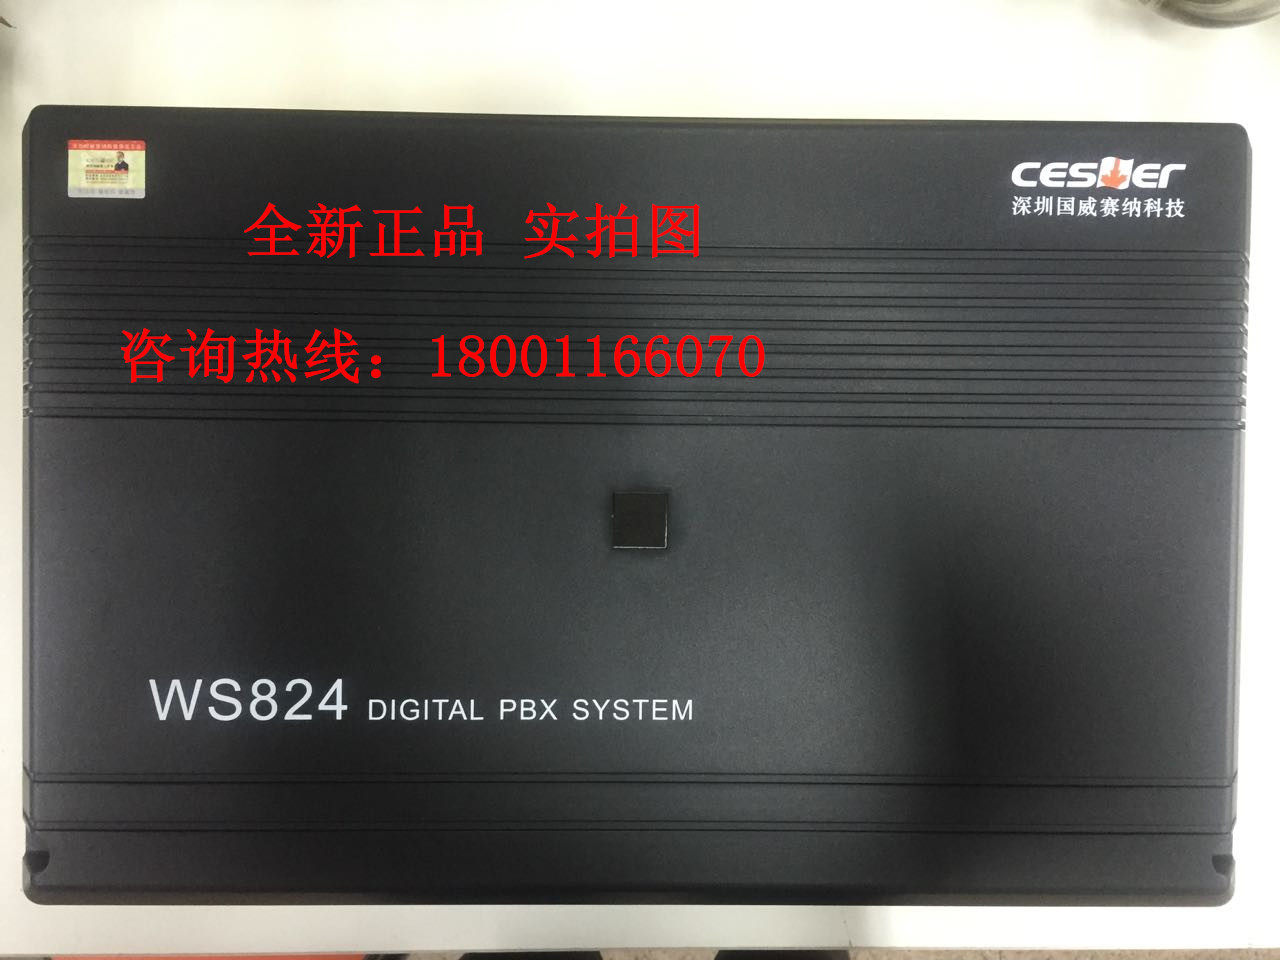 CESHER
深圳国威赛纳科技
全新正品 实拍图
咨询热线：18001166070
WS824 DIGITAL PBX SYSTEM